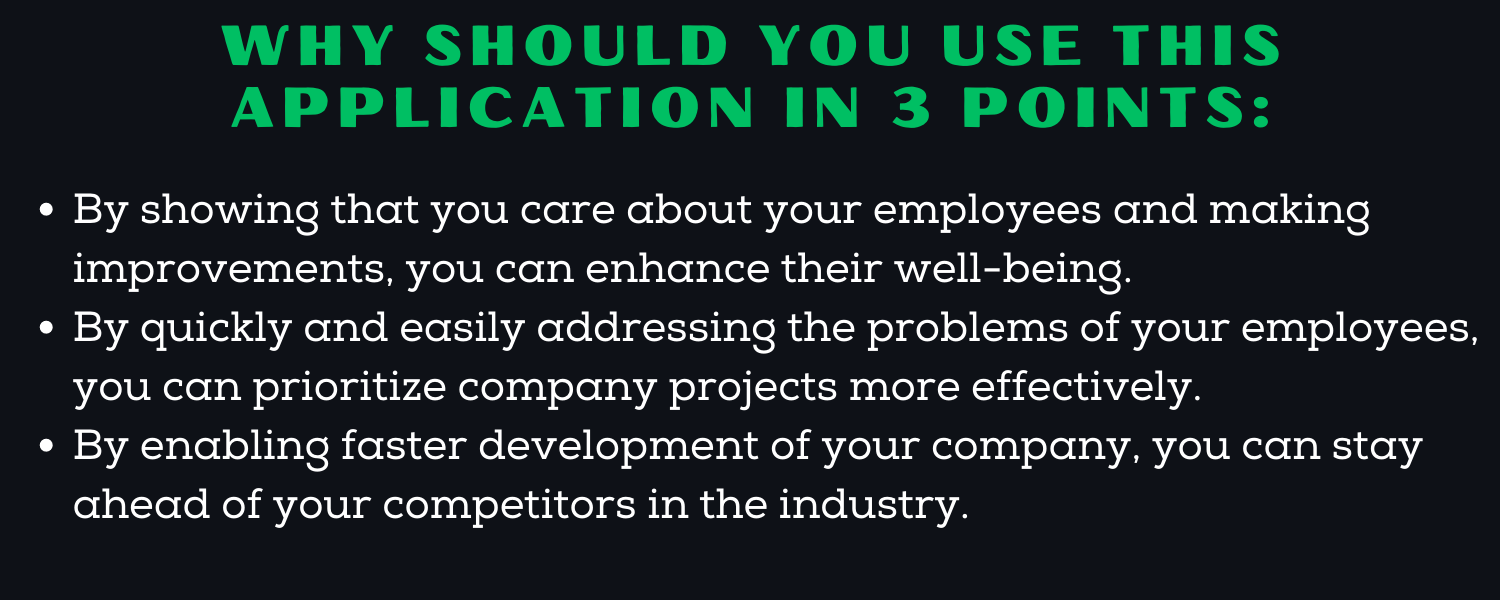 WHY SHOULD YOU USE THIS
APPLICATION IN 3 POINTS:
• By showing that you care about your employees and making
improvements, you can enhance their well-being.
• By quickly and easily addressing the problems of your employees,
you can prioritize company projects more effectively.
• By enabling faster development of your company, you can stay
ahead of your competitors in the industry.